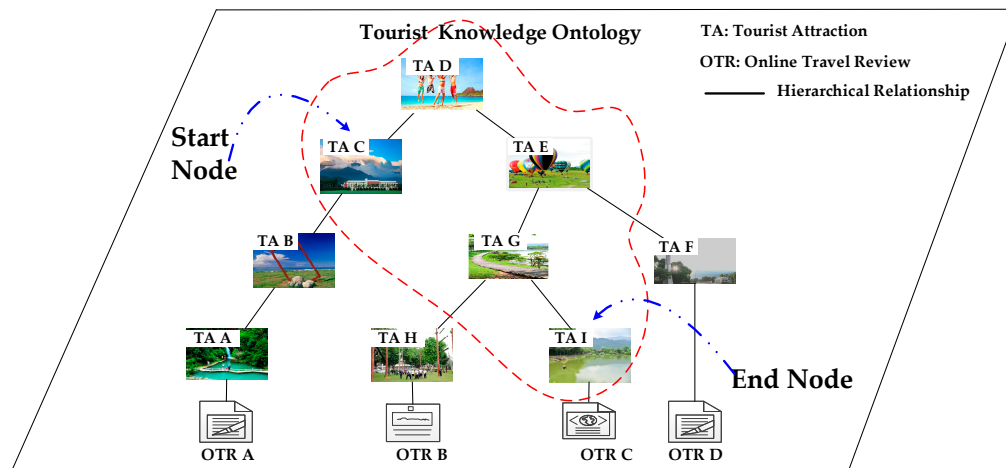 Tourist Knowledge Ontology
TA: Tourist Attraction
OTR: Online Travel Review
Hierarchical Relationship
TA D
Start
Node
TA C
TA E
TA B
TA G
TA F
TA A
TA H
TA I
End Node
OTR A
OTR B
OTR C
OTR D